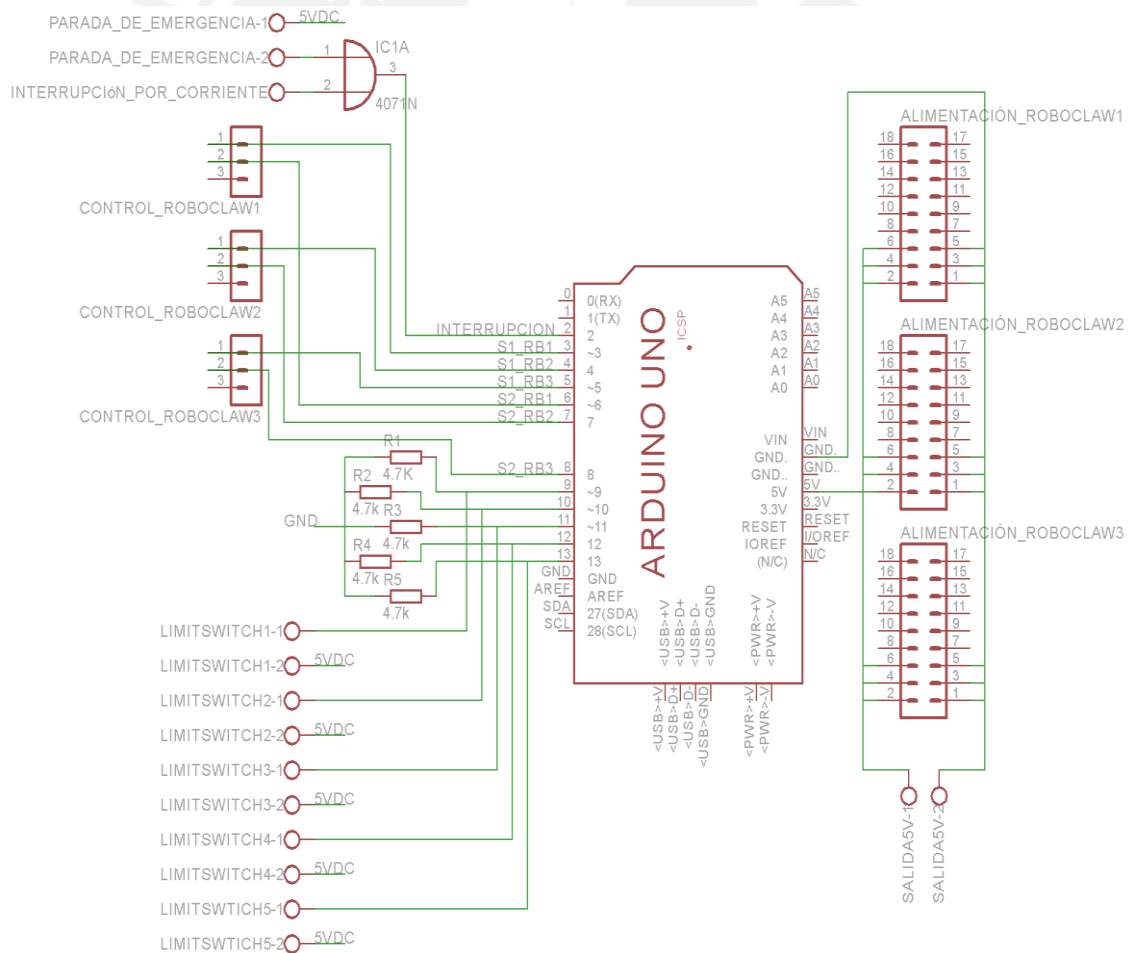 PARADA_DE_EMERGENCIA-1 5VDC
PARADA_DE_EMERGENCIA-2 1
INTERRUPCIóN_POR_CORRIENTE 2
IC1A
3
4071N
1
2
3
CONTROL_ROBOCLAW1
1
2
3
CONTROL_ROBOCLAW2
1
2
3
CONTROL_ROBOCLAW3
INTERRUPCION
S1_RB1
S1_RB2
S1_RB3
S2_RB1
S2_RB2
S2_RB3
R1
4.7K
R2
4.7k
R3
4.7k
R4
4.7k
R5
4.7k
GND
LIMITSWITCH1-1
LIMITSWITCH1-2 5VDC
LIMITSWITCH2-1
LIMITSWITCH2-2 5VDC
LIMITSWITCH3-1
LIMITSWITCH3-2 5VDC
LIMITSWITCH4-1
LIMITSWITCH4-2 5VDC
LIMITSWTICH5-1
LIMITSWTICH5-2 5VDC
0 0(RX)
1 1(TX)
2 2
3 ~3
4 4
5 ~5
6 ~6
7 7
8 8
9 ~9
10 ~10
11 ~11
12 12
13 13
GND GND
AREF AREF
SDA 27(SDA)
SCL 28(SCL)
ARDUINO UNO
ICSP
A5 A5
A4 A4
A3 A3
A2 A2
A1 A1
A0 A0
VIN VIN
GND. GND.
GND.. GND..
5V 5V
3.3V 3.3V
RESET RESET
IOREF I/OREF
(N/C) N/C
<USB>+V
<USB>D+
<USB>D-
<USB>GND
<PWR>+V
<PWR>-V
<USB>+V
<USB>D+
<USB>D-
<USB>GND
<PWR>+V
<PWR>-V
ALIMENTACIÓN_ROBOCLAW1
18 17
16 15
14 13
12 11
10 9
8 7
6 5
4 3
2 1
ALIMENTACIÓN_ROBOCLAW2
18 17
16 15
14 13
12 11
10 9
8 7
6 5
4 3
2 1
ALIMENTACIÓN_ROBOCLAW3
18 17
16 15
14 13
12 11
10 9
8 7
6 5
4 3
2 1
SALIDA5V-1
SALIDA5V-2